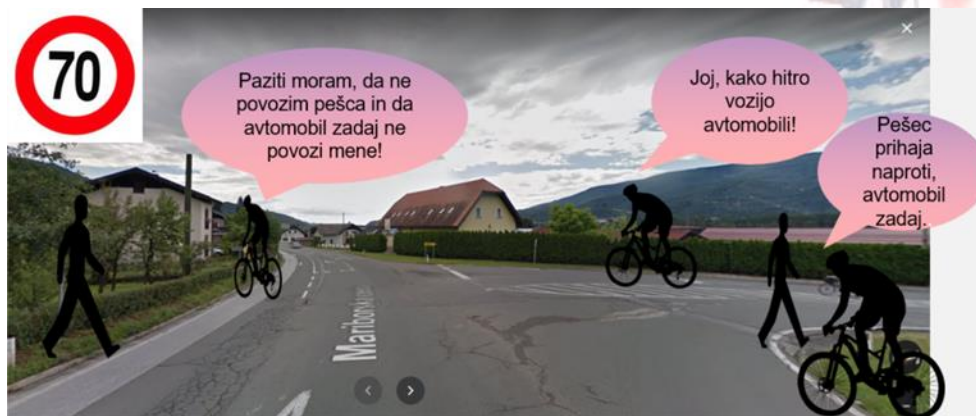 70
Paziti moram, da ne
povozim pešca in da
avtomobil zadaj ne
povozi mene!
Joj, kako hitro
vozijo
avtomobili!
Pešec
prihaja
naproti,
avtomobil
zadaj.